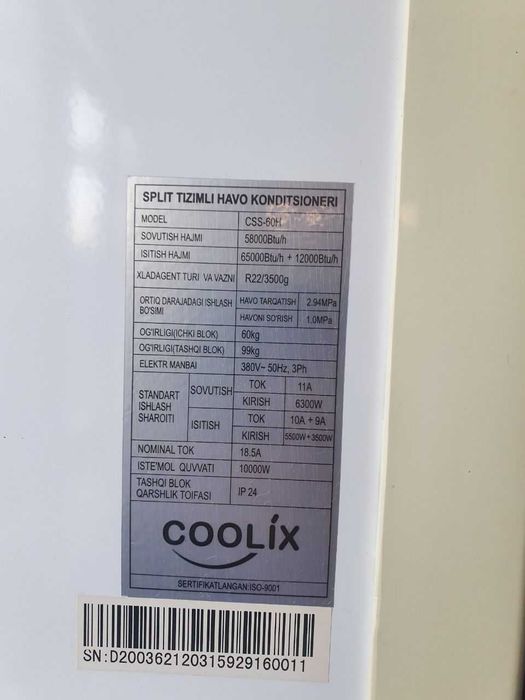 SPLIT TIZIMLI HAVO KONDITSIONERI
MODEL CSS-60H
SOVUTISH HAJMI 58000Btu/h
ISITISH HAJMI 65000Btu/h + 12000Btu/h
XLADAGENT TURI VA VAZNI R22/3500g
ORTIQ DARAJADAGI ISHLASH BO'SIMI HAVO TARQATISH 2.94MPa
HAVONI SO'RISH 1.0MPa
OG'IRLIGI(ICHKI BLOK) 60kg
OG'IRLIGI(TASHQI BLOK) 99kg
ELEKTR MANBAI 380V~ 50Hz, 3Ph
STANDART ISHLASH SHAROITI SOVUTISH TOK 11A
KIRISH 6300W
ISITISH TOK 10A + 9A
KIRISH 5500W+3500W
NOMINAL TOK 18.5A
ISTE'MOL QUVVATI 10000W
TASHQI BLOK QARSHLIK TOIFASI IP 24
COOLIX
SERTIFIKATLANGAN:ISO-9001
SN:D200362120315929160011